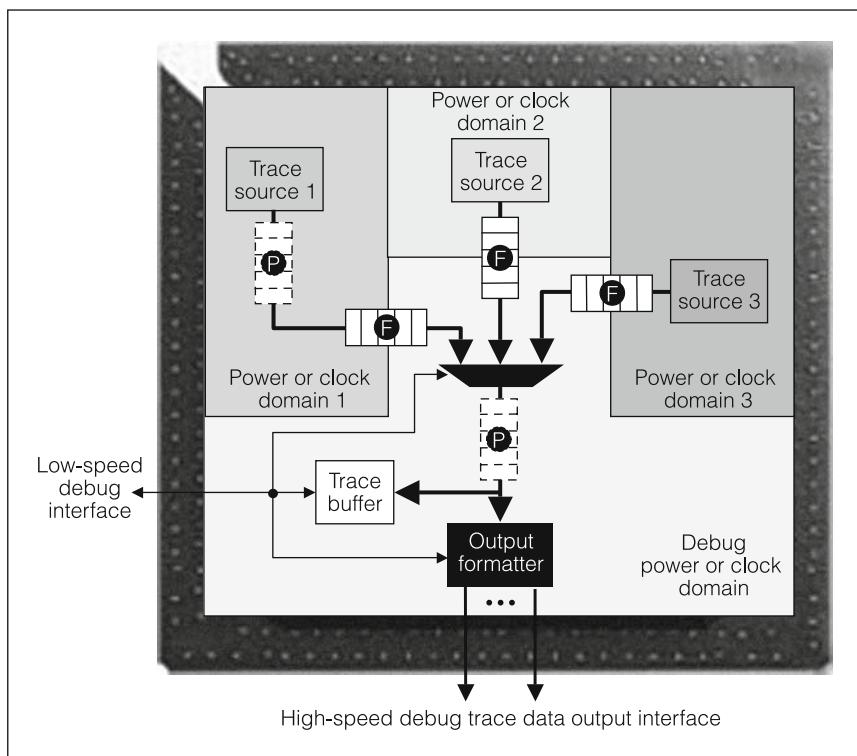 Power or clock
domain 2
Trace
source 1
Trace
source 2
P
F
F
Trace
source 3
F
Power or clock
domain 1
Power or clock
domain 3
P
Low-speed
debug
interface
Trace
buffer
Output
formatter
Debug
power or clock
domain
•••
High-speed debug trace data output interface